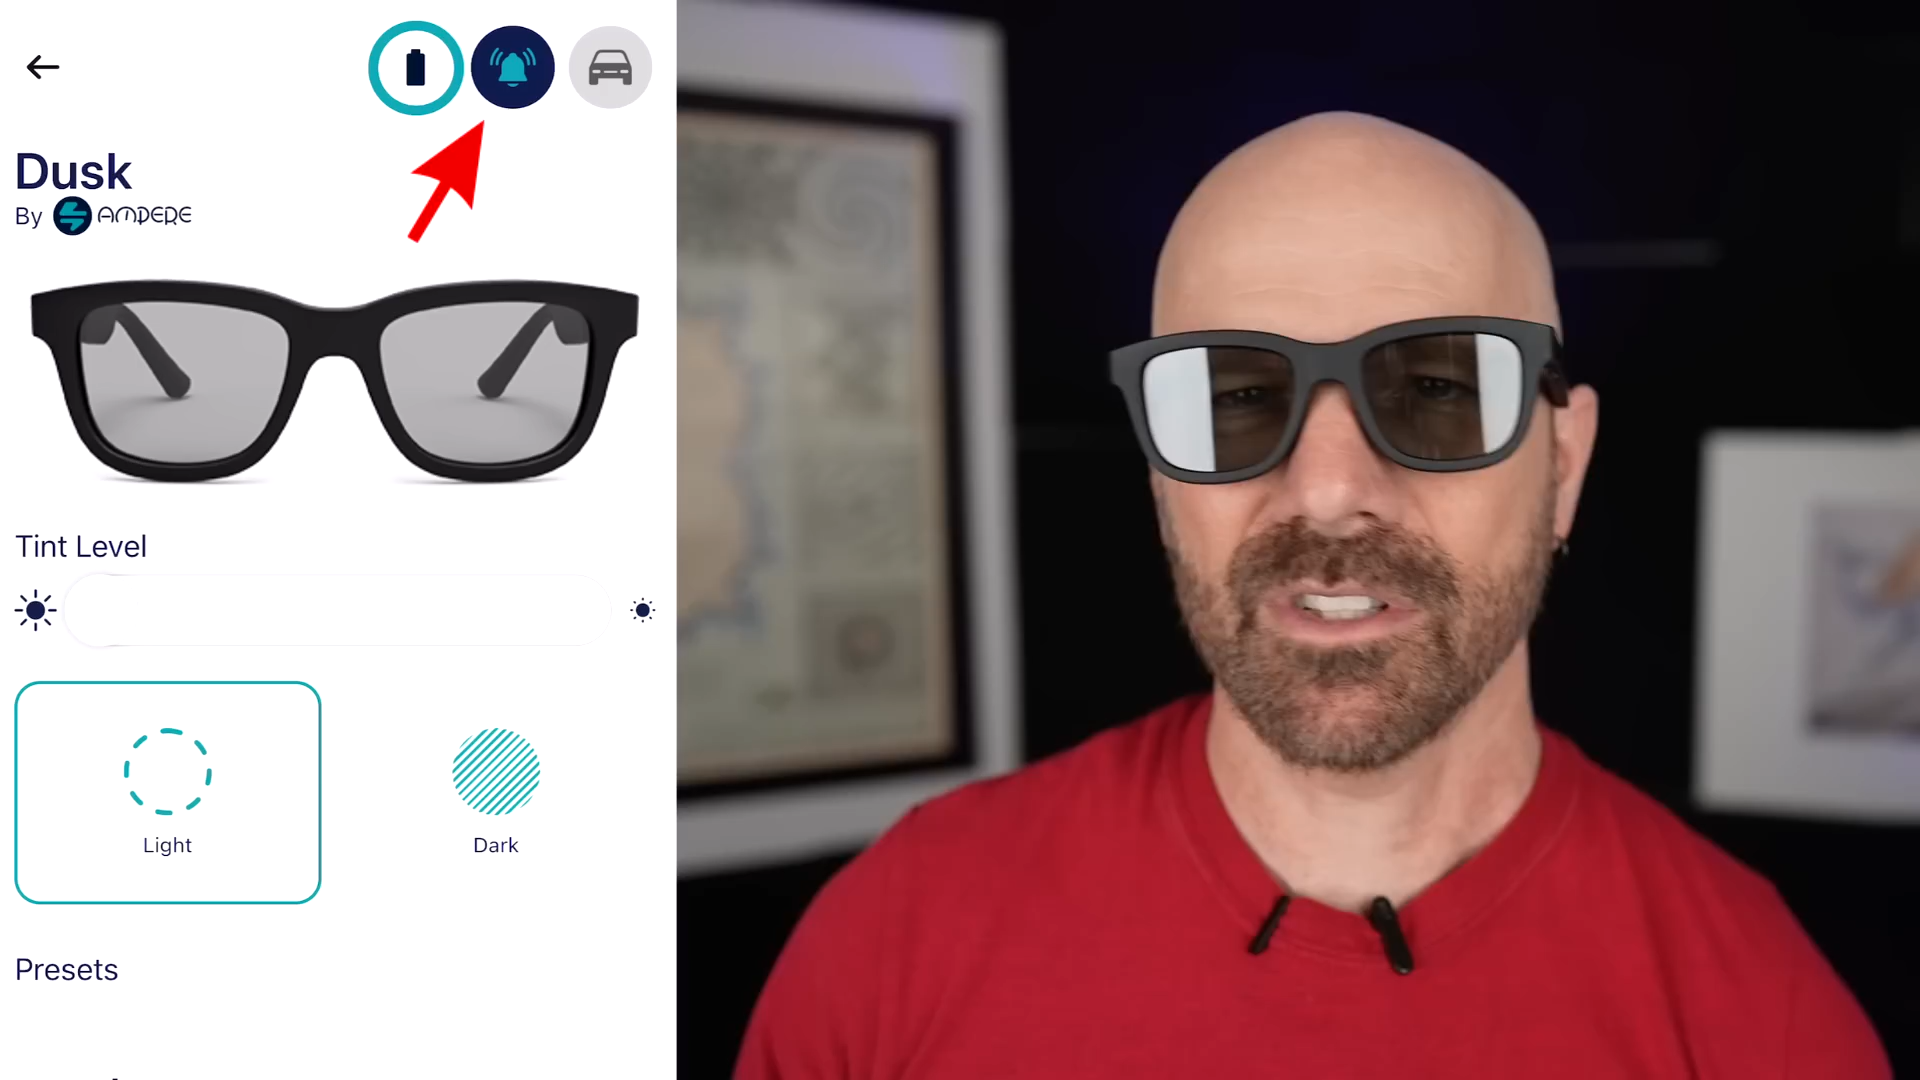 Dusk
By AMPERE
Tint Level
Light
Dark
Presets